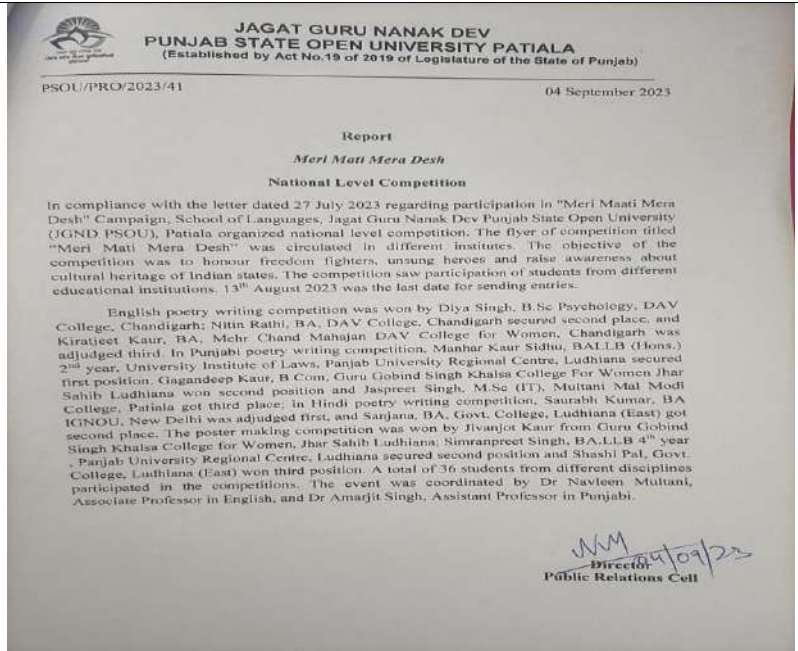 JAGAT GURU NANAK DEV
PUNJAB STATE OPEN UNIVERSITY PATIALA
(Established by Act No.19 of 2019 of Legislature of the State of Punjab)
PSOU/PRO/2023/41
04 September 2023
Report
Meri Mati Mera Desh
National Level Competition
In compliance with the letter dated 27 July 2023 regarding participation in "Meri Maati Mera
Desh" Campaign, School of Languages, Jagat Guru Nanak Dev Punjab State Open University
(JGND PSOU), Patiala organized national level competition. The flyer of competition titled
"Meri Mati Mera Desh" was circulated in different institutes. The objective of the
competition was to honour freedom fighters, unsung heroes and raise awareness about
cultural heritage of Indian states. The competition saw participation of students from different
educational institutions. 13th August 2023 was the last date for sending entries.
English poetry writing competition was won by Diya Singh, B.Sc Psychology, DAV
College, Chandigarh; Nitin Rathi, BA, DAV College, Chandigarh secured second place, and
Kiratjeet Kaur, BA, Mehr Chand Mahajan DAV College for Women, Chandigarh was
adjudged third. In Punjabi poetry writing competition, Manhar Kaur Sidhu, BALLB (Hons.)
2nd year, University Institute of Laws, Panjab University Regional Centre, Ludhiana secured
first position. Gagandeep Kaur, B.Com, Guru Gobind Singh Khalsa College For Women Jhar
Sahib Ludhiana won second position and Jaspreet Singh, M.Sc (IT), Multani Mal Modi
College, Patiala got third place; in Hindi poetry writing competition, Saurabh Kumar, BA
IGNOU, New Delhi was adjudged first, and Sanjana, BA, Govt. College, Ludhiana (East) got
second place. The poster making competition was won by Jivanjot Kaur from Guru Gobind
Singh Khalsa College for Women, Jhar Sahib Ludhiana; Simranpreet Singh, BA.LLB 4th year
, Panjab University Regional Centre, Ludhiana secured second position and Shashi Pal, Govt.
College, Ludhiana (East) won third position. A total of 36 students from different disciplines
participated in the competitions. The event was coordinated by Dr Navleen Multani,
Associate Professor in English, and Dr Amarjit Singh, Assistant Professor in Punjabi.
NM
04/09/23
Director
Public Relations Cell